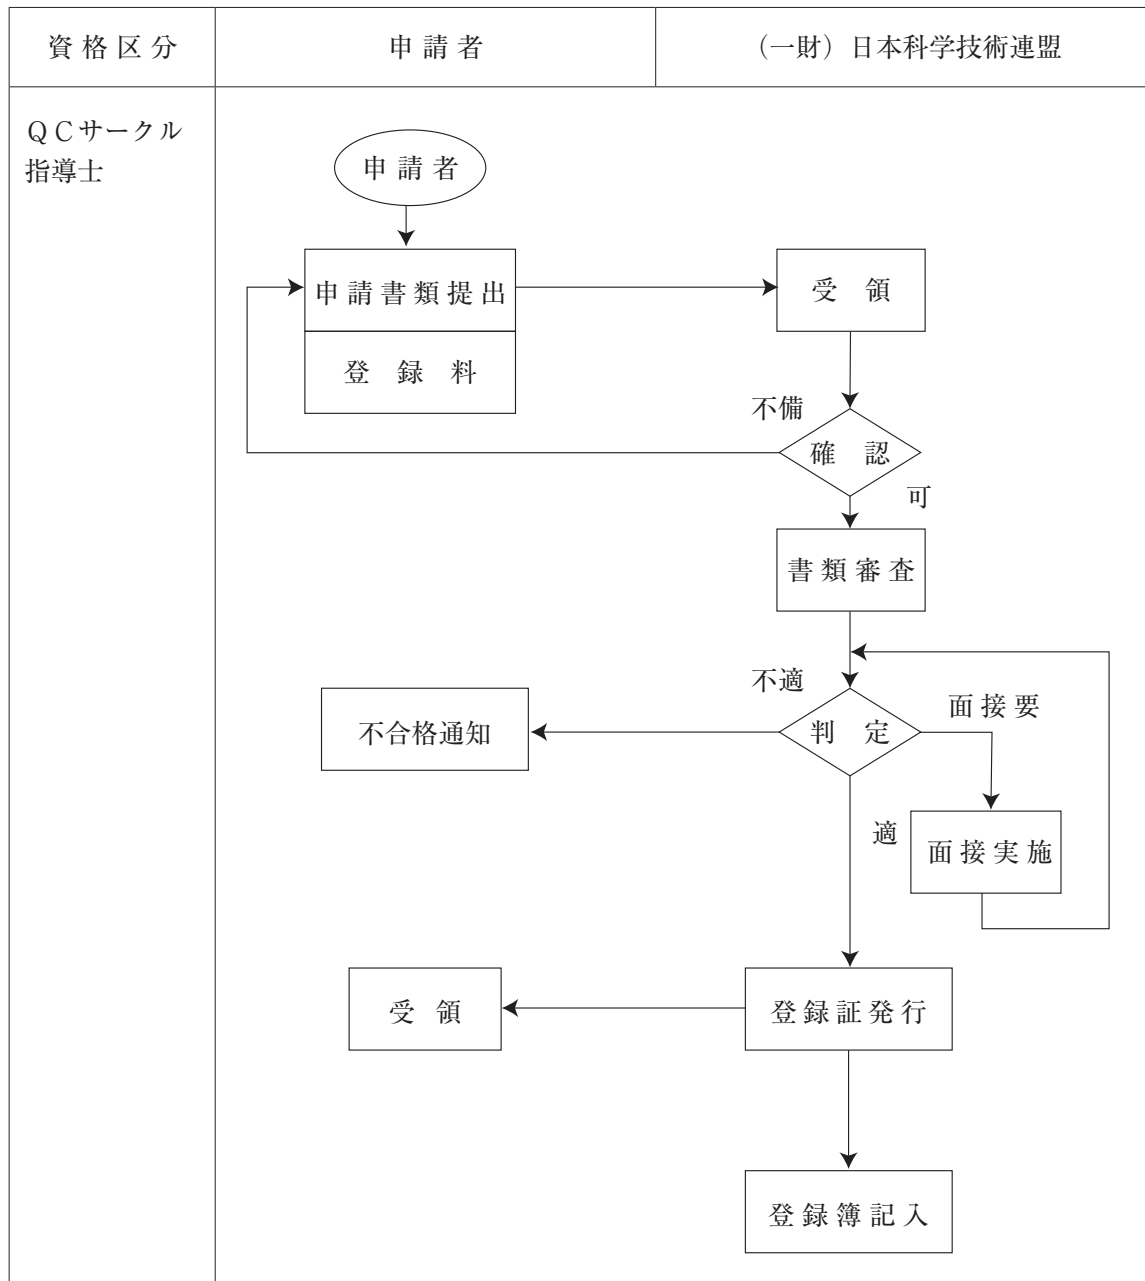 資格区分
申請者
(一財)日本科学技術連盟
QCサークル
指導士
申請者
申請書類提出
受領
登録料
不備
確認
可
書類審査
不適
面接要
不合格通知
判定
適
面接実施
受領
登録証発行
登録簿記入